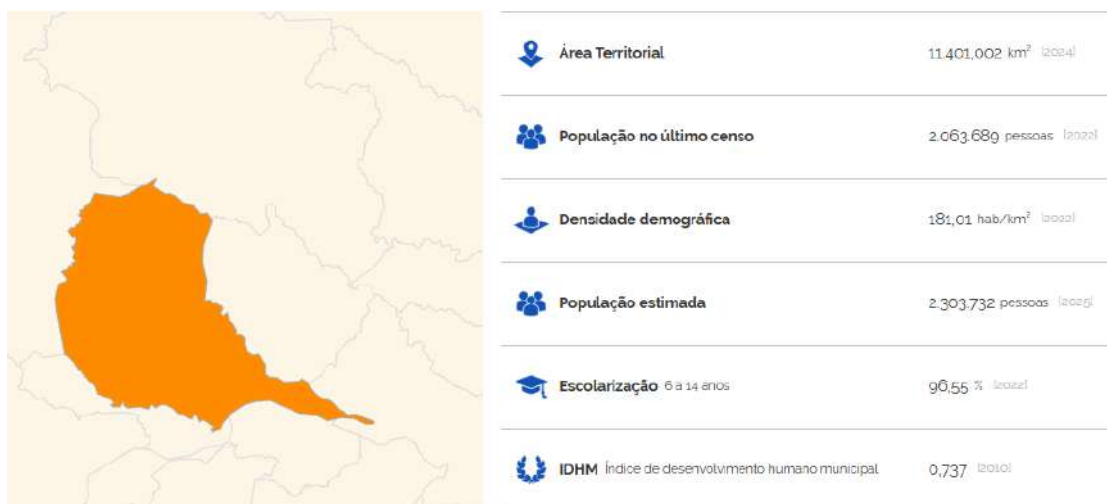 Área Territorial 11.401,002 km² [2024]
População no último censo 2.063.689 pessoas [2022]
Densidade demográfica 181,01 hab/km² [2022]
População estimada 2.303.732 pessoas [2025]
Escolarização 6 a 14 anos 96,55 % [2022]
IDHM Índice de desenvolvimento humano municipal 0,737 [2010]